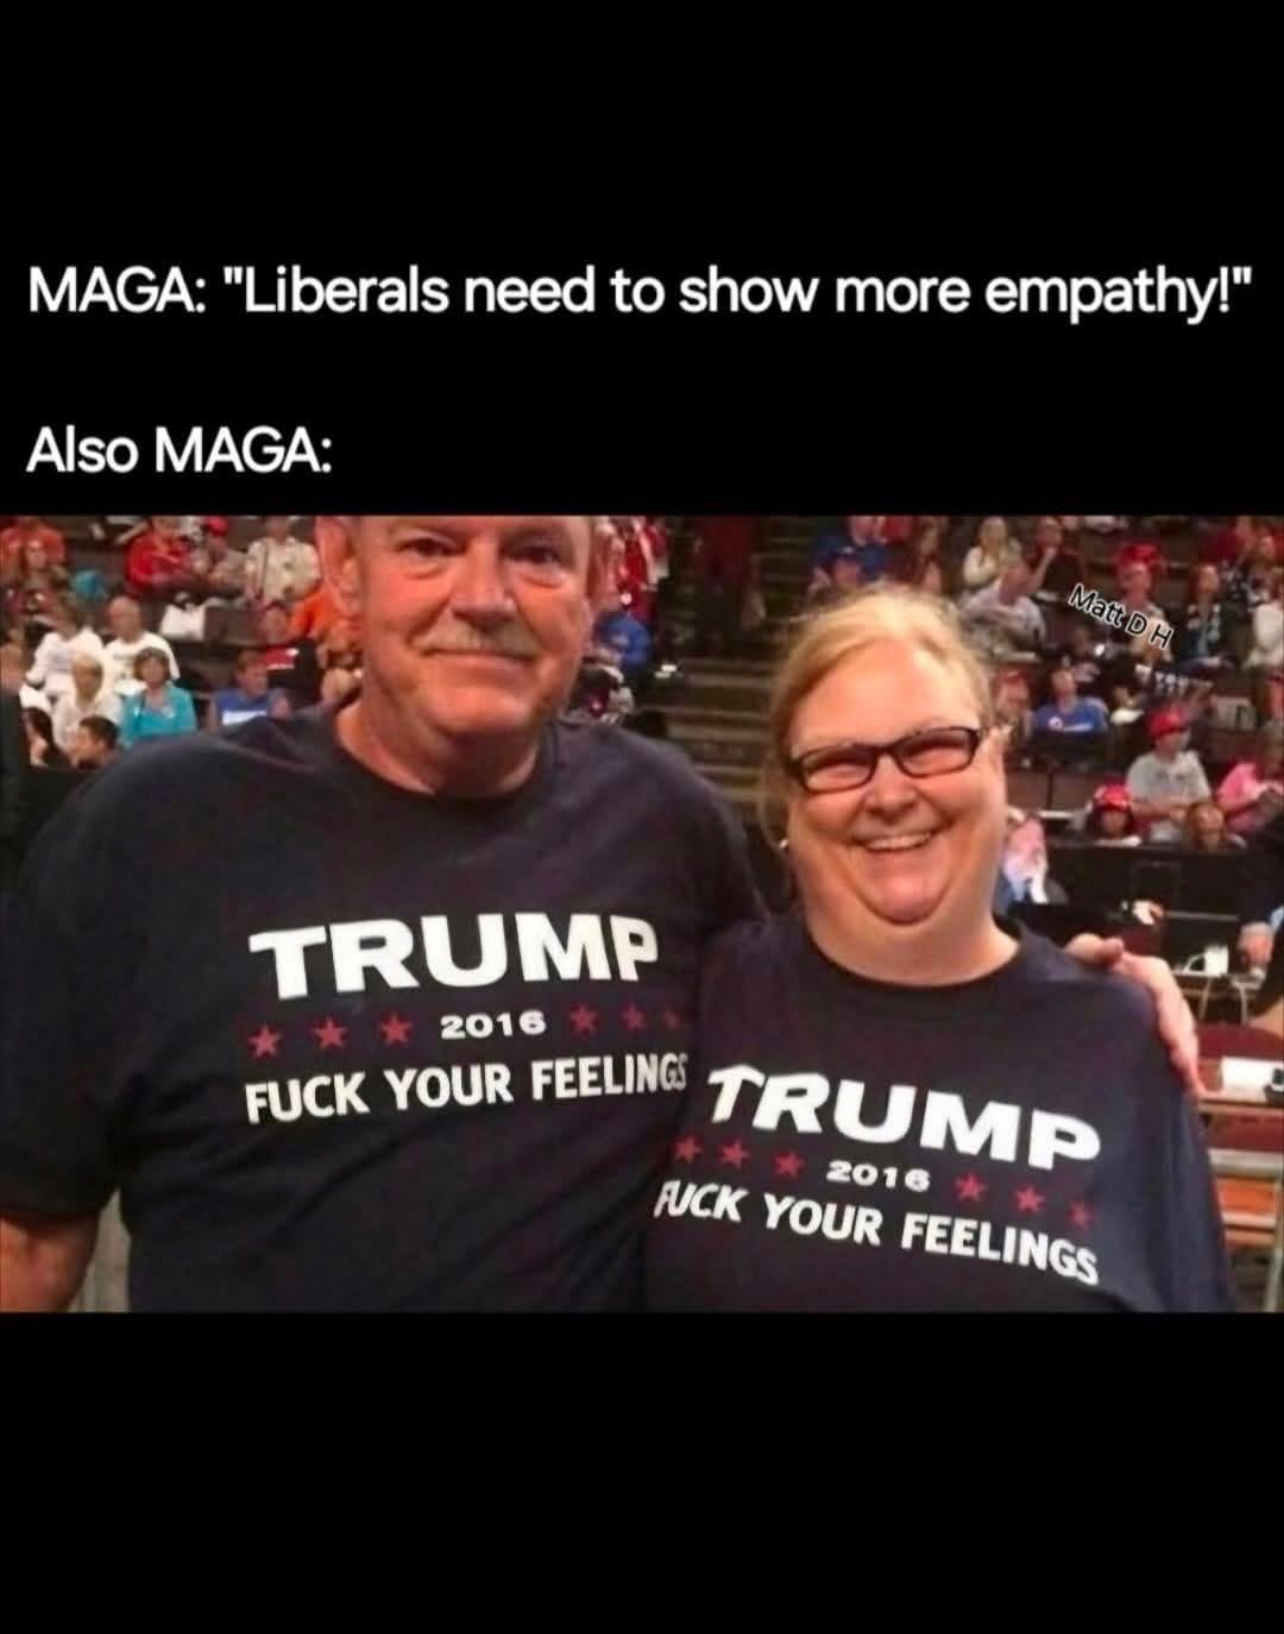 MAGA: "Liberals need to show more empathy!"
Also MAGA:
Matt D H
TRUMP
2016
FUCK YOUR FEELINGS
TRUMP
2016
FUCK YOUR FEELINGS